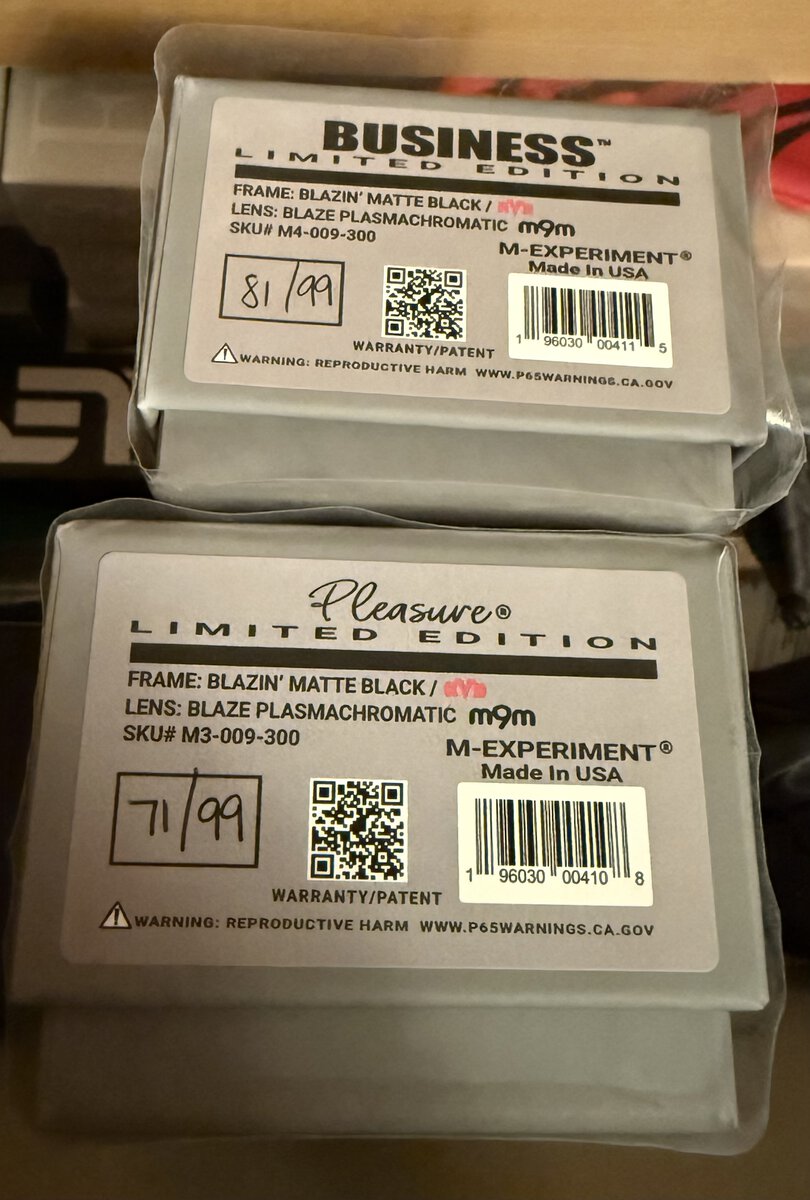 BUSINESS™
LIMITED EDITION
FRAME: BLAZIN' MATTE BLACK /
LENS: BLAZE PLASMACHROMATIC m9m
SKU# M4-009-300
M-EXPERIMENT®
Made In USA
81/99
1 96030 00411 5
WARRANTY/PATENT
WARNING: REPRODUCTIVE HARM WWW.P65WARNINGS.CA.GOV
Pleasure®
LIMITED EDITION
FRAME: BLAZIN' MATTE BLACK /
LENS: BLAZE PLASMACHROMATIC m9m
SKU# M3-009-300
M-EXPERIMENT®
Made In USA
71/99
1 96030 00410 8
WARRANTY/PATENT
WARNING: REPRODUCTIVE HARM WWW.P65WARNINGS.CA.GOV